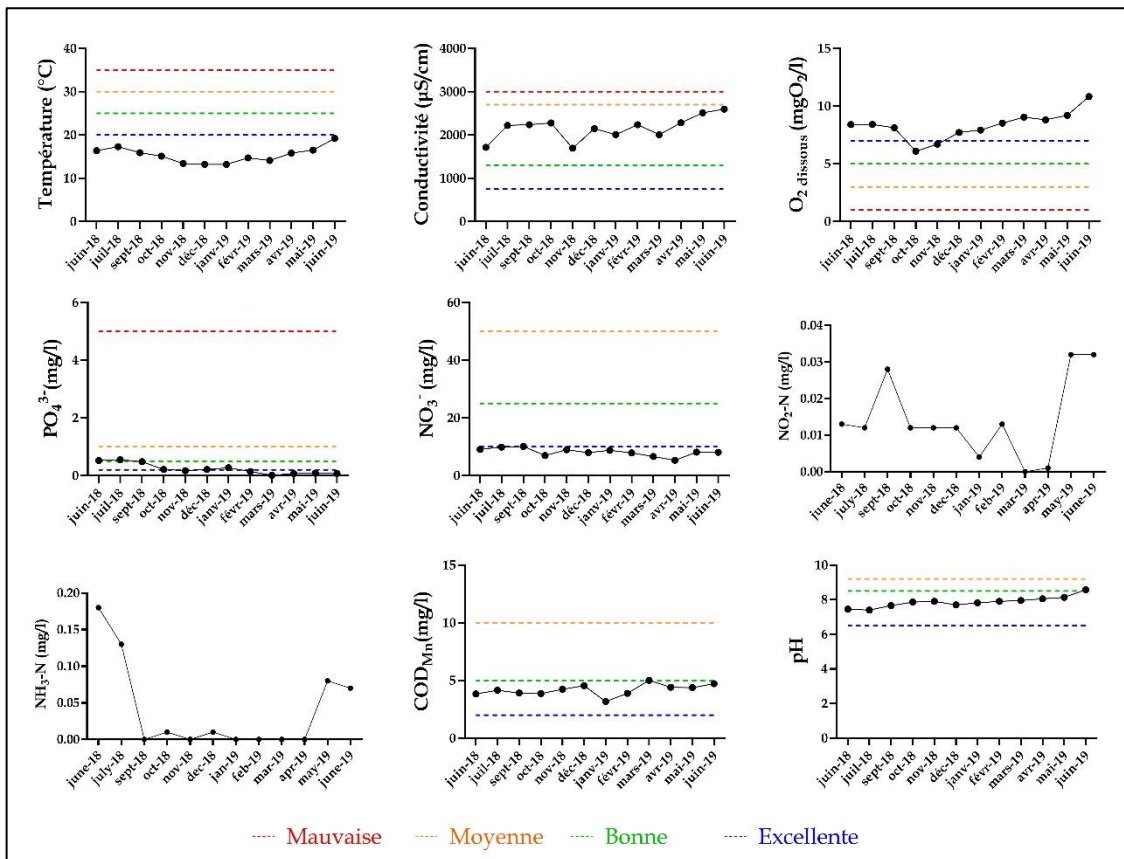 Température (°C)
40
30
20
10
0
juin-18
juil-18
sept-18
oct-18
nov-18
déc-18
janv-19
févr-19
mars-19
avr-19
mai-19
juin-19
Conductivité (µS/cm)
4000
3000
2000
1000
0
juin-18
juil-18
sept-18
oct-18
nov-18
déc-18
janv-19
févr-19
mars-19
avr-19
mai-19
juin-19
O2 dissous (mgO2/l)
15
10
5
0
juin-18
juil-18
sept-18
oct-18
nov-18
déc-18
janv-19
févr-19
mars-19
avr-19
mai-19
juin-19
PO4 3-(mg/l)
6
4
2
0
juin-18
juil-18
sept-18
oct-18
nov-18
déc-18
janv-19
févr-19
mars-19
avr-19
mai-19
juin-19
NO3- (mg/l)
60
40
20
0
juin-18
juil-18
sept-18
oct-18
nov-18
déc-18
janv-19
févr-19
mars-19
avr-19
mai-19
juin-19
NO2-N (mg/l)
0.04
0.03
0.02
0.01
0.00
june-18
july-18
sept-18
oct-18
nov-18
dec-18
jan-19
feb-19
mar-19
apr-19
may-19
june-19
NH3-N (mg/l)
0.20
0.15
0.10
0.05
0.00
june-18
july-18
sept-18
oct-18
nov-18
dec-18
jan-19
feb-19
mar-19
apr-19
may-19
june-19
CODMn(mg/l)
15
10
5
0
juin-18
juil-18
sept-18
oct-18
nov-18
déc-18
janv-19
févr-19
mars-19
avr-19
mai-19
juin-19
pH
10
8
6
4
2
0
juin-18
juil-18
sept-18
oct-18
nov-18
déc-18
janv-19
févr-19
mars-19
avr-19
mai-19
juin-19
Mauvaise Moyenne Bonne Excellente